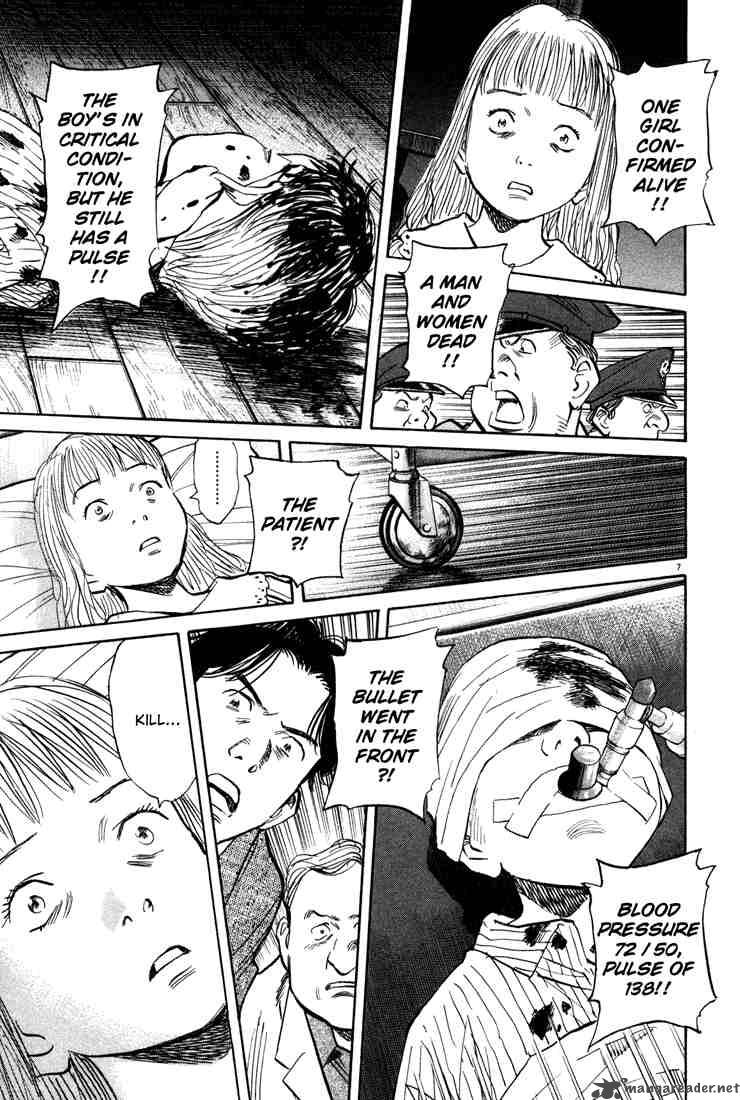 ONE
GIRL
CON-
FIRMED
ALIVE
!!
THE
BOY'S IN
CRITICAL
CONDI-
TION,
BUT HE
STILL
HAS A
PULSE
!!
A MAN
AND
WOMEN
DEAD
!!
7
THE
PATIENT
?!
.........
THE
BULLET
WENT
IN THE
FRONT
?!
BLOOD
PRESSURE
72 / 50,
PULSE OF
138!!
KILL...
mangareader.net